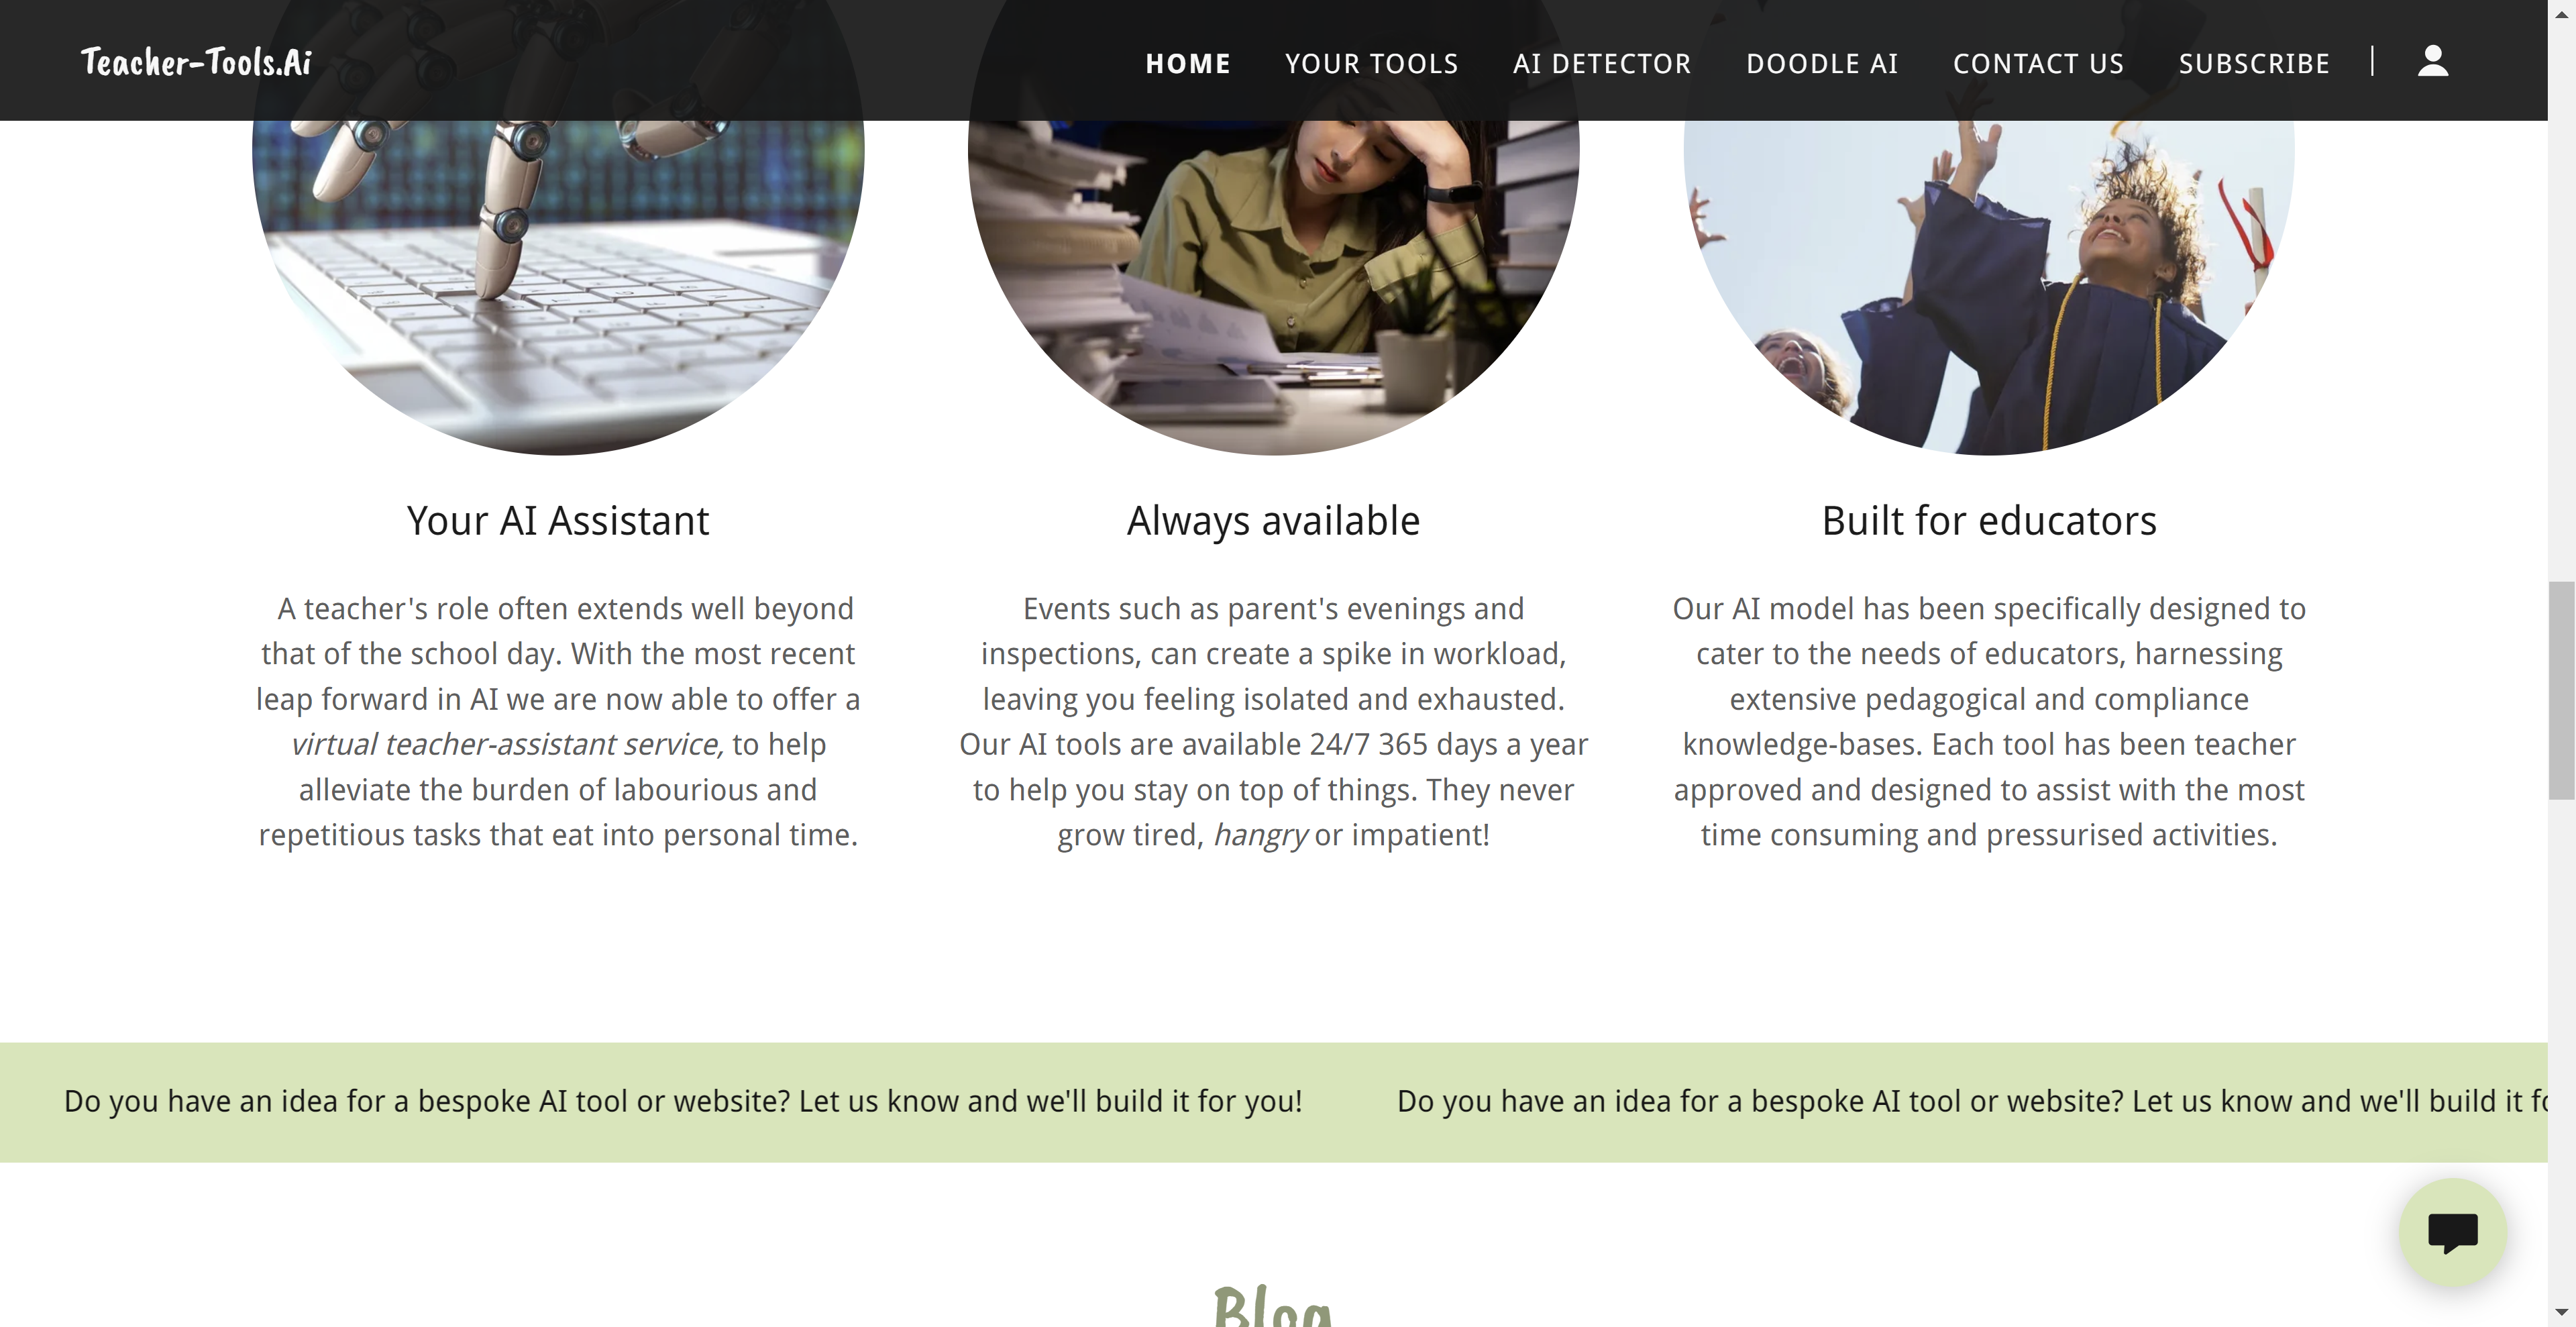 Teacher-Tools.Ai
HOME YOUR TOOLS AI DETECTOR DOODLE AI CONTACT US SUBSCRIBE
Your AI Assistant
A teacher's role often extends well beyond
that of the school day. With the most recent
leap forward in AI we are now able to offer a
virtual teacher-assistant service, to help
alleviate the burden of labourious and
repetitious tasks that eat into personal time.
Always available
Events such as parent's evenings and
inspections, can create a spike in workload,
leaving you feeling isolated and exhausted.
Our AI tools are available 24/7 365 days a year
to help you stay on top of things. They never
grow tired, hangry or impatient!
Built for educators
Our AI model has been specifically designed to
cater to the needs of educators, harnessing
extensive pedagogical and compliance
knowledge-bases. Each tool has been teacher
approved and designed to assist with the most
time consuming and pressurised activities.
Do you have an idea for a bespoke AI tool or website? Let us know and we'll build it for you! Do you have an idea for a bespoke AI tool or website? Let us know and we'll build it fo
Blog